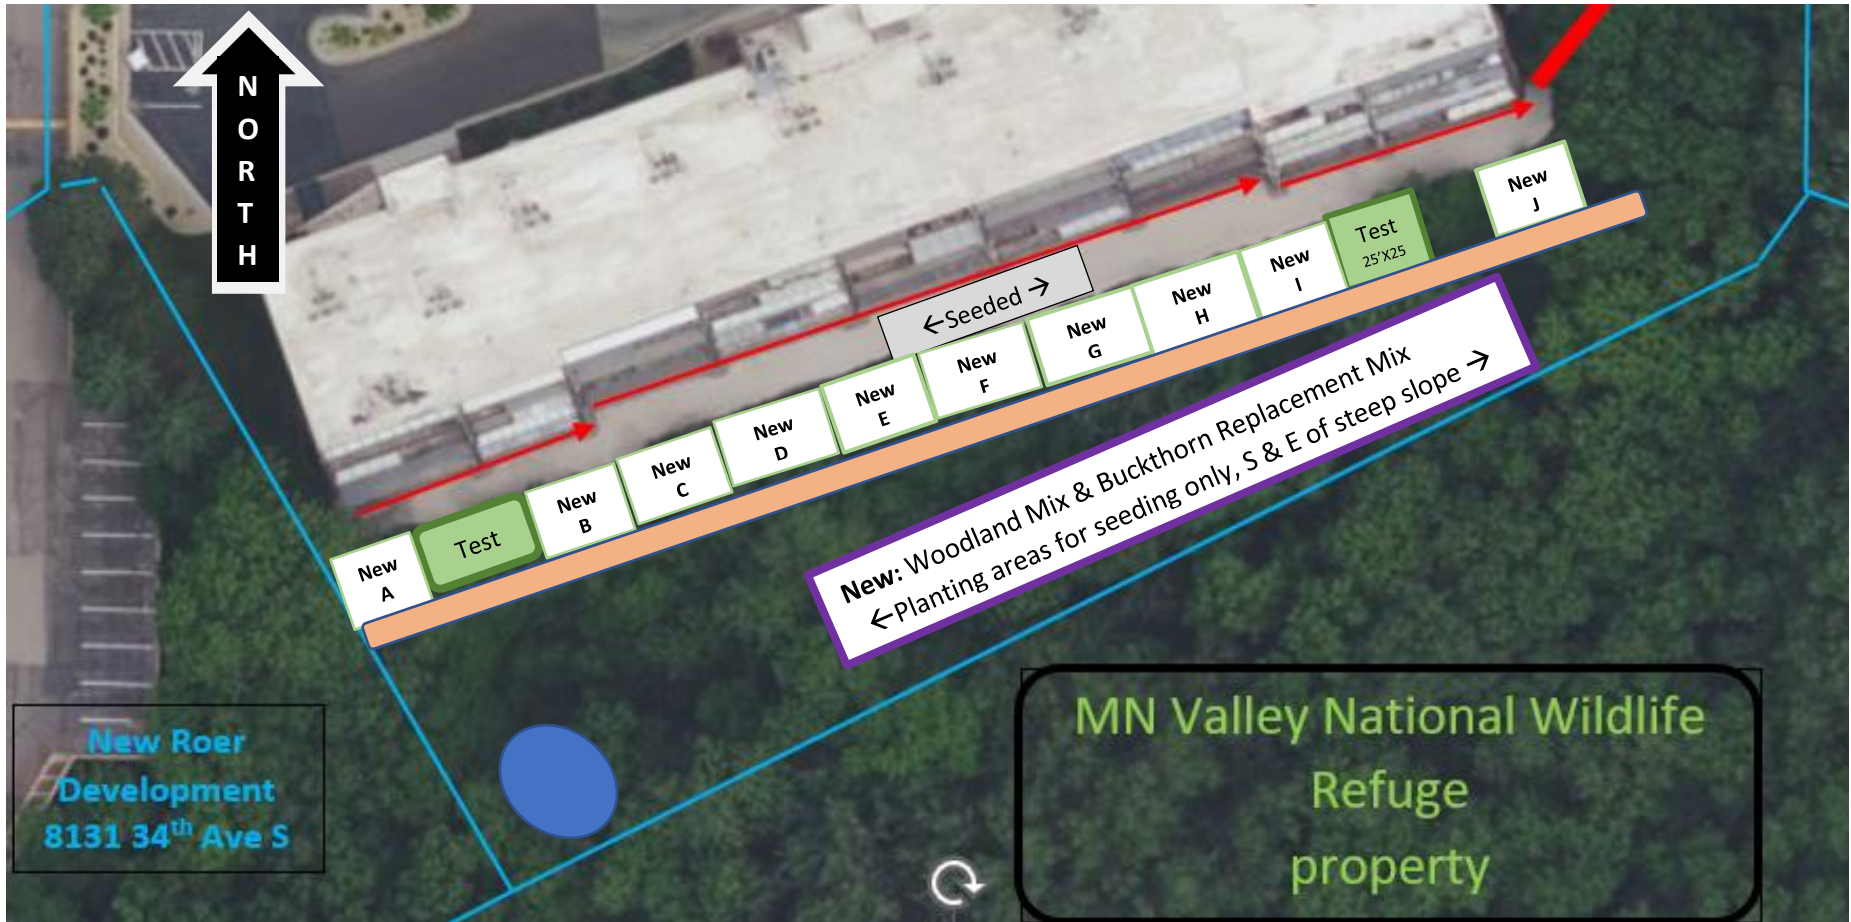 NORTH
New
J
Test
25'X25
New
I
New
H
←Seeded →
New
G
New
F
New
E
New
D
New
C
New
B
Test
New
A
New: Woodland Mix & Buckthorn Replacement Mix
←Planting areas for seeding only, S & E of steep slope →
New Roer
Development
8131 34th Ave S
MN Valley National Wildlife
Refuge
property